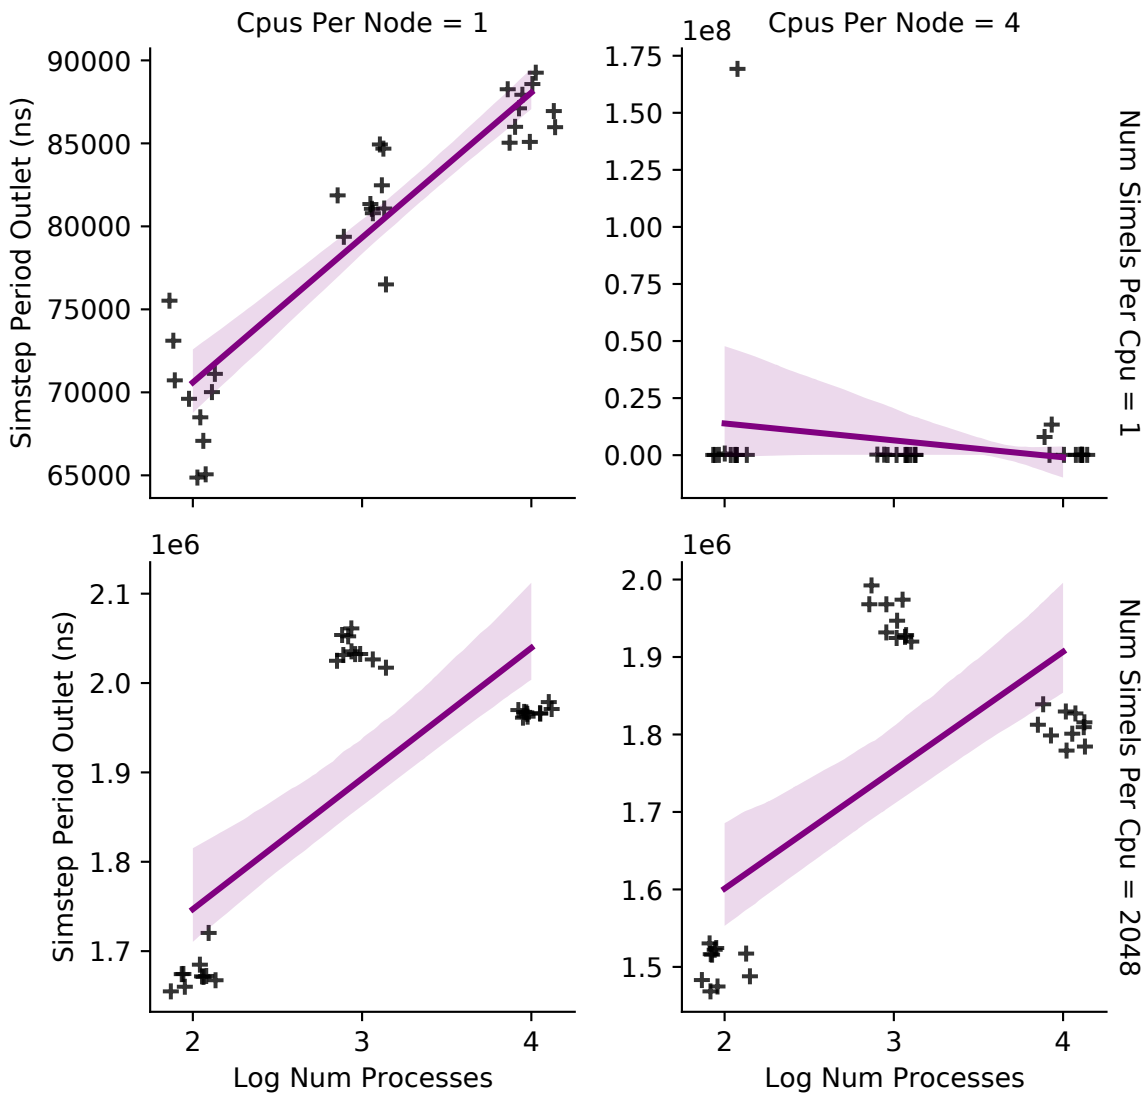 Cpus Per Node = 1
Cpus Per Node = 4
1e8
Simstep Period Outlet (ns)
90000
85000
80000
75000
70000
65000
1.75
1.50
1.25
1.00
0.75
0.50
0.25
0.00
Num Simels Per Cpu = 1
1e6
1e6
Simstep Period Outlet (ns)
2.1
2.0
1.9
1.8
1.7
2.0
1.9
1.8
1.7
1.6
1.5
Num Simels Per Cpu = 2048
2
3
4
2
3
4
Log Num Processes
Log Num Processes